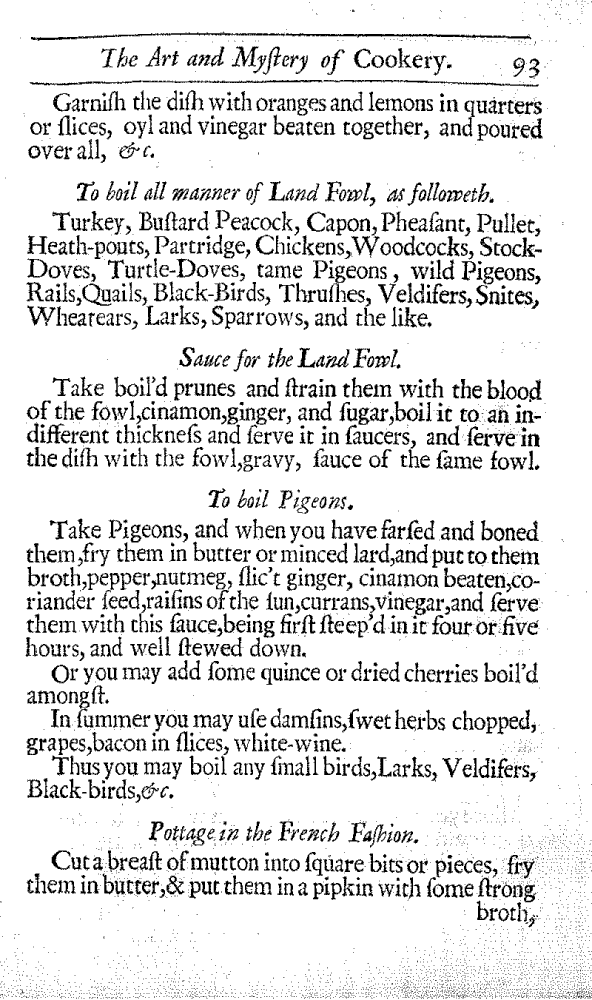 The Art and Myſtery of Cookery. 93
Garniſh the diſh with oranges and lemons in quarters
or ſlices, oyl and vinegar beaten together, and poured
over all, &c.
To boil all manner of Land Fowl, as followeth.
Turkey, Buſtard Peacock, Capon, Pheaſant, Pullet,
Heath-pouts, Partridge, Chickens, Woodcocks, Stock-
Doves, Turtle-Doves, tame Pigeons, wild Pigeons,
Rails, Quails, Black-Birds, Thruſhes, Veldifers, Snites,
Whearears, Larks, Sparrows, and the like.
Sauce for the Land Fowl.
Take boil'd prunes and ſtrain them with the blood
of the fowl, cinamon, ginger, and ſugar, boil it to an in-
different thickneſs and ſerve it in ſaucers, and ſerve in
the diſh with the fowl, gravy, ſauce of the ſame fowl.
To boil Pigeons.
Take Pigeons, and when you have farſed and boned
them, fry them in butter or minced lard, and put to them
broth, pepper, nutmeg, ſlic't ginger, cinamon beaten, co-
riander ſeed, raiſins of the ſun, currans, vinegar, and ſerve
them with this ſauce, being firſt ſteep'd in it four or five
hours, and well ſtewed down.
Or you may add ſome quince or dried cherries boil'd
amongſt.
In ſummer you may uſe damſins, ſwet herbs chopped,
grapes, bacon in ſlices, white-wine.
Thus you may boil any ſmall birds, Larks, Veldifers,
Black-birds, &c.
Pottage in the French Faſhion.
Cut a breaſt of mutton into ſquare bits or pieces, fry
them in butter, & put them in a pipkin with ſome ſtrong
broth,